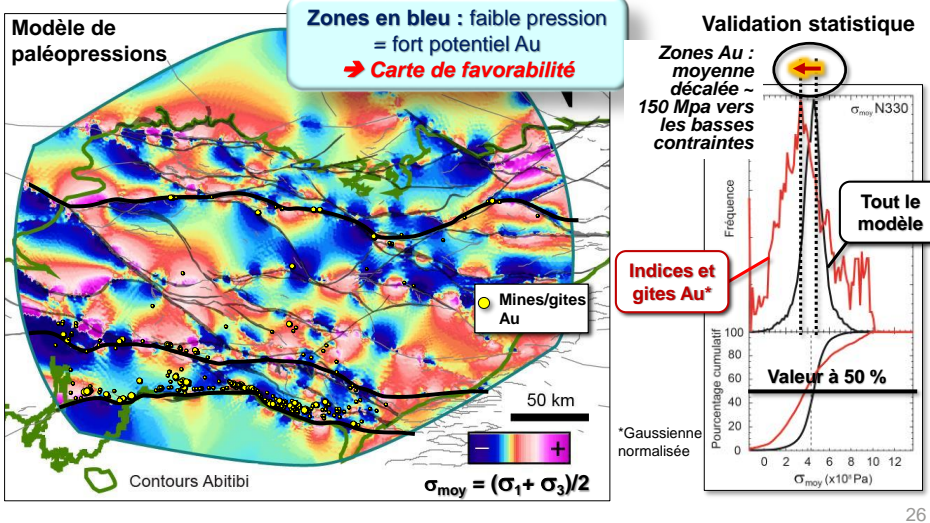 Modèle de
paléopressions
Zones en bleu : faible pression
= fort potentiel Au
➔ Carte de favorabilité
Mines/gites
Au
50 km
−
+
σmoy = (σ1+ σ3)/2
Contours Abitibi
Validation statistique
Zones Au :
moyenne
décalée ~
150 Mpa vers
les basses
contraintes
σmoy N330
Fréquence
Tout le
modèle
Indices et
gites Au*
100
80
60
40
20
0
Pourcentage cumulatif
Valeur à 50 %
*Gaussienne
normalisée
0 2 4 6 8 10 12
σmoy (x10⁸ Pa)
26